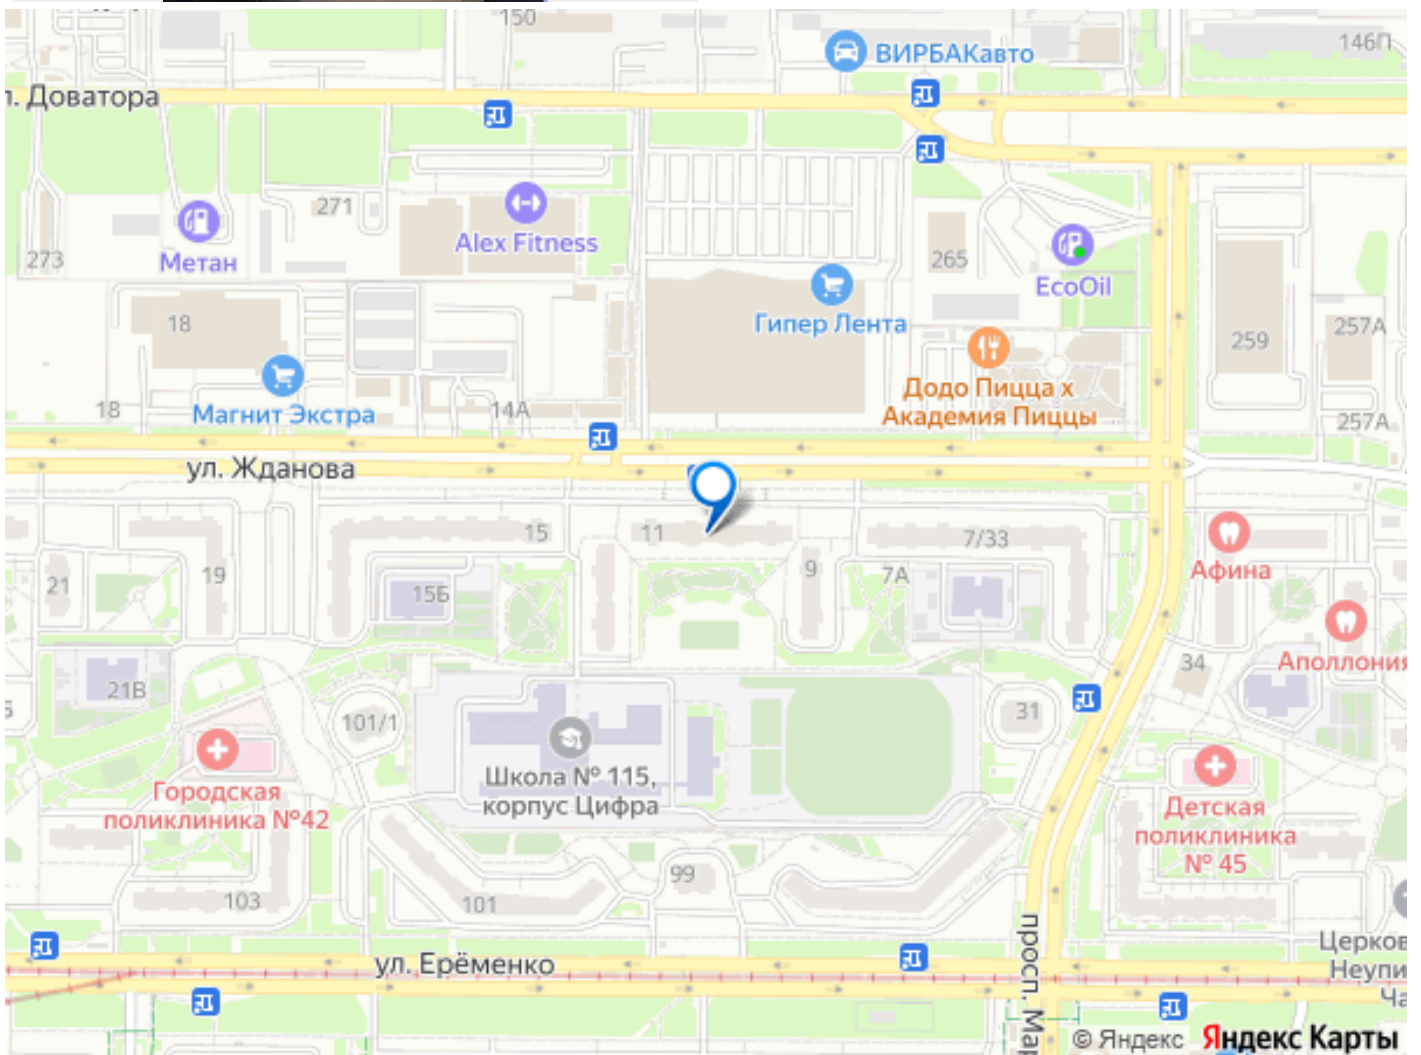 150
146П
ВИРБАКавто
л. Доватора
271
Alex Fitness
273
Метан
265
EcoOil
18
Гипер Лента
259
257А
Додо Пицца x
Академия Пиццы
18
Магнит Экстра
14А
257А
ул. Жданова
15
11
7/33
21
19
15Б
9
7А
Афина
Аполлония
34
21В
101/1
31
Школа № 115,
корпус Цифра
Городская
поликлиника №42
Детская
поликлиника
№ 45
99
103
101
ул. Ерёменко
просп. Мар
Церков
Неупи
Ча
© Яндекс Яндекс Карты